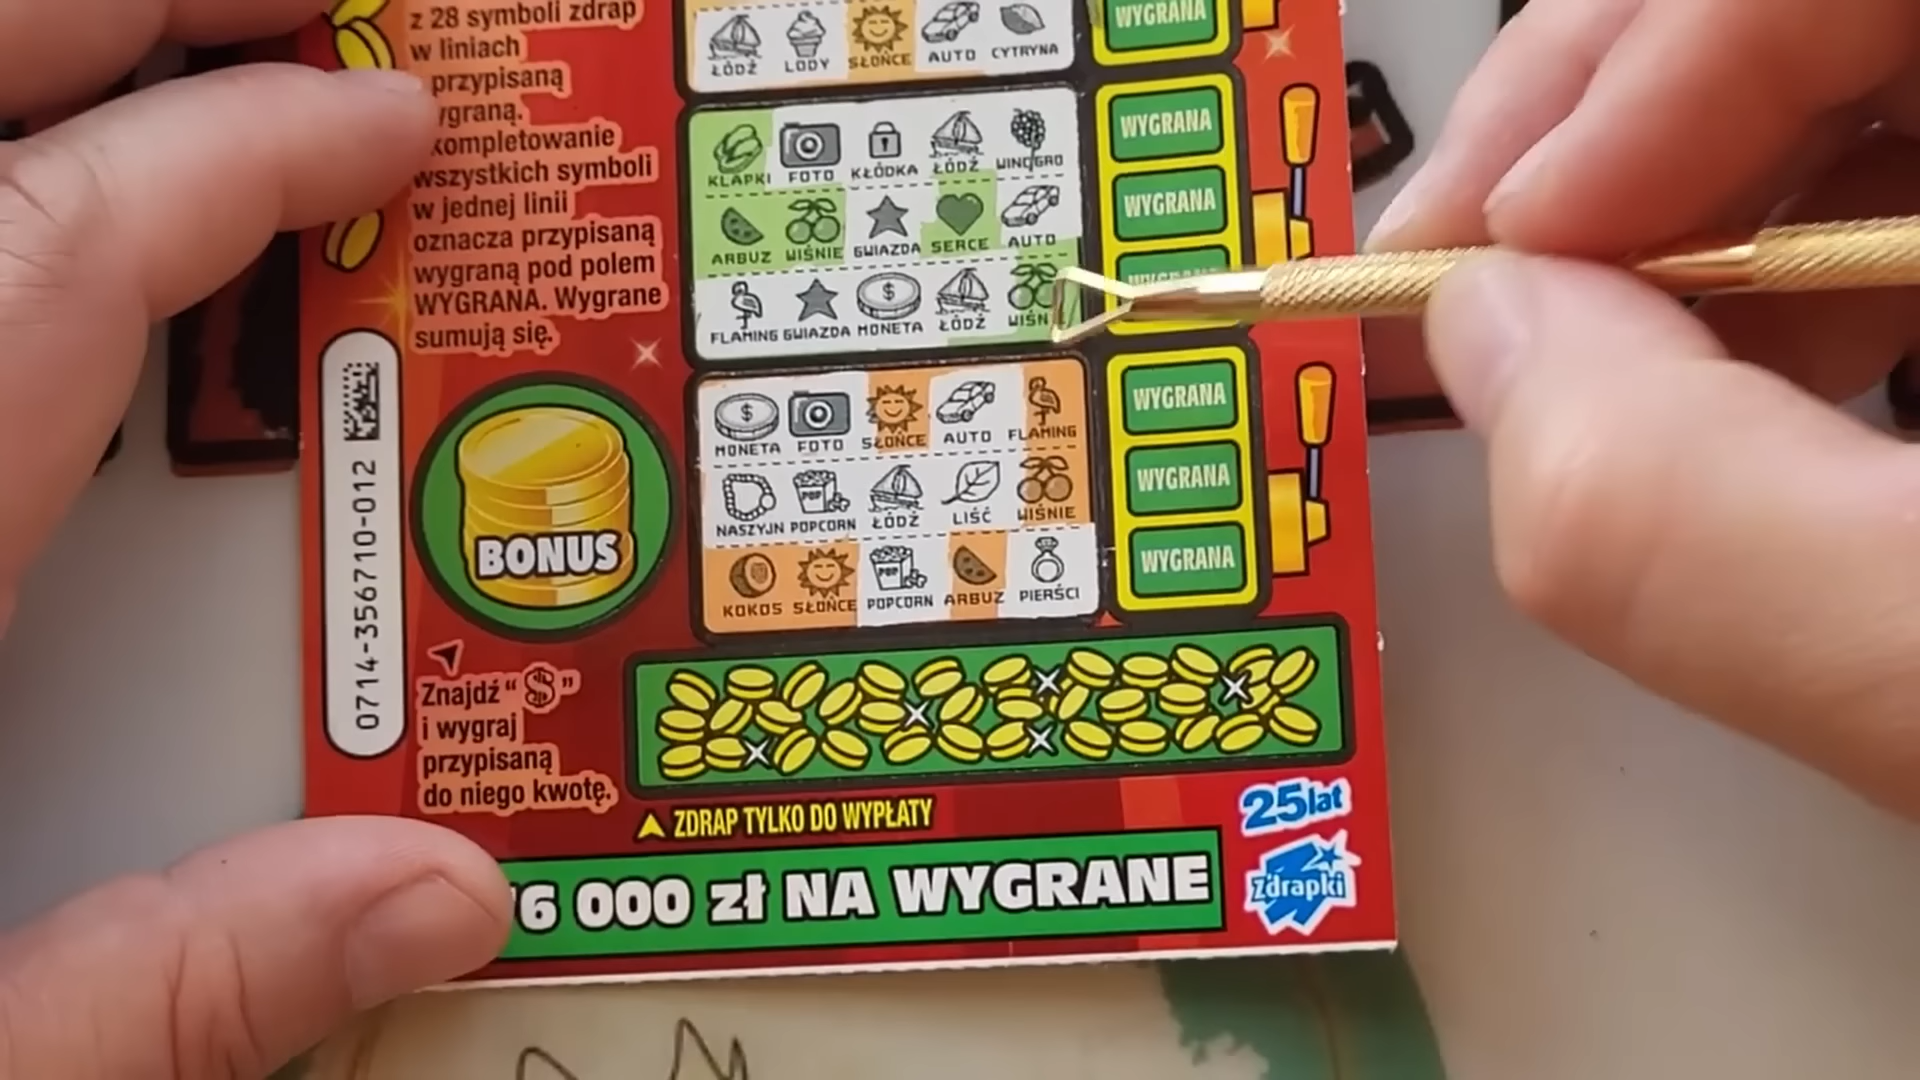 z 28 symboli zdrap
w liniach
przypisaną
wygraną.
kompletowanie
wszystkich symboli
w jednej linii
oznacza przypisaną
wygraną pod polem
WYGRANA. Wygrane
sumują się.
ŁÓDŹ LODY SŁOŃCE AUTO CYTRYNA
WYGRANA
KLAPKI FOTO KŁÓDKA ŁÓDŹ WINOGRO
WYGRANA
ARBUZ WIŚNIE GWIAZDA SERCE AUTO
WYGRANA
FLAMING GWIAZDA MONETA ŁÓDŹ WIŚN
WYGRANA
MONETA FOTO SŁOŃCE AUTO FLAMING
WYGRANA
NASZYJN POPCORN ŁÓDŹ LIŚĆ WIŚNIE
WYGRANA
KOKOS SŁOŃCE POPCORN ARBUZ PIERŚCI
WYGRANA
0714-356710-012
BONUS
Znajdź "$"
i wygraj
przypisaną
do niego kwotę.
ZDRAP TYLKO DO WYPŁATY
6 000 zł NA WYGRANE
25 lat
Zdrapki